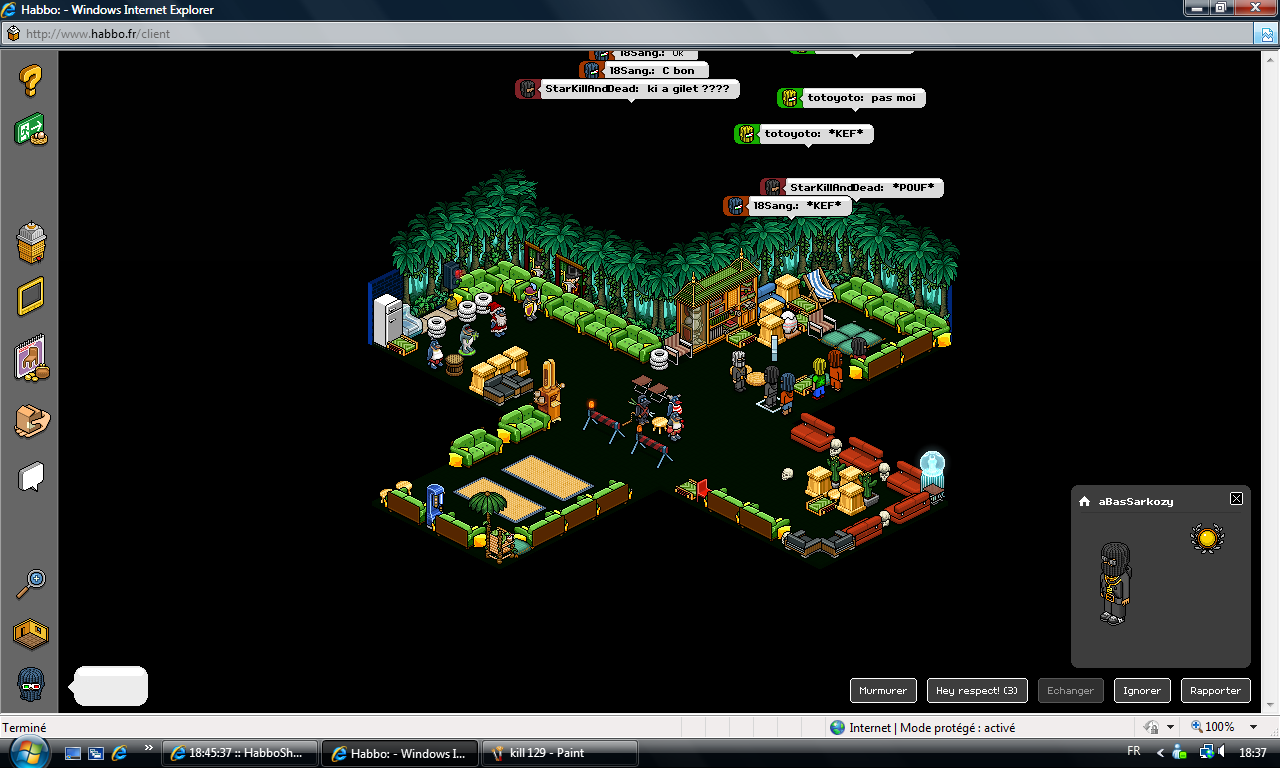 Habbo: - Windows Internet Explorer
http://www.habbo.fr/client
18Sang.: Ok
18Sang.: C bon
StarKillAndDead: ki a gilet ????
totoyoto: pas moi
totoyoto: *KEF*
StarKillAndDead: *POUF*
18Sang.: *KEF*
aBasSarkozy
Murmurer
Hey respect! (3)
Echanger
Ignorer
Rapporter
Terminé
Internet | Mode protégé : activé
100%
18:45:37 :: HabboSh...
Habbo: - Windows I...
kill 129 - Paint
FR
18:37